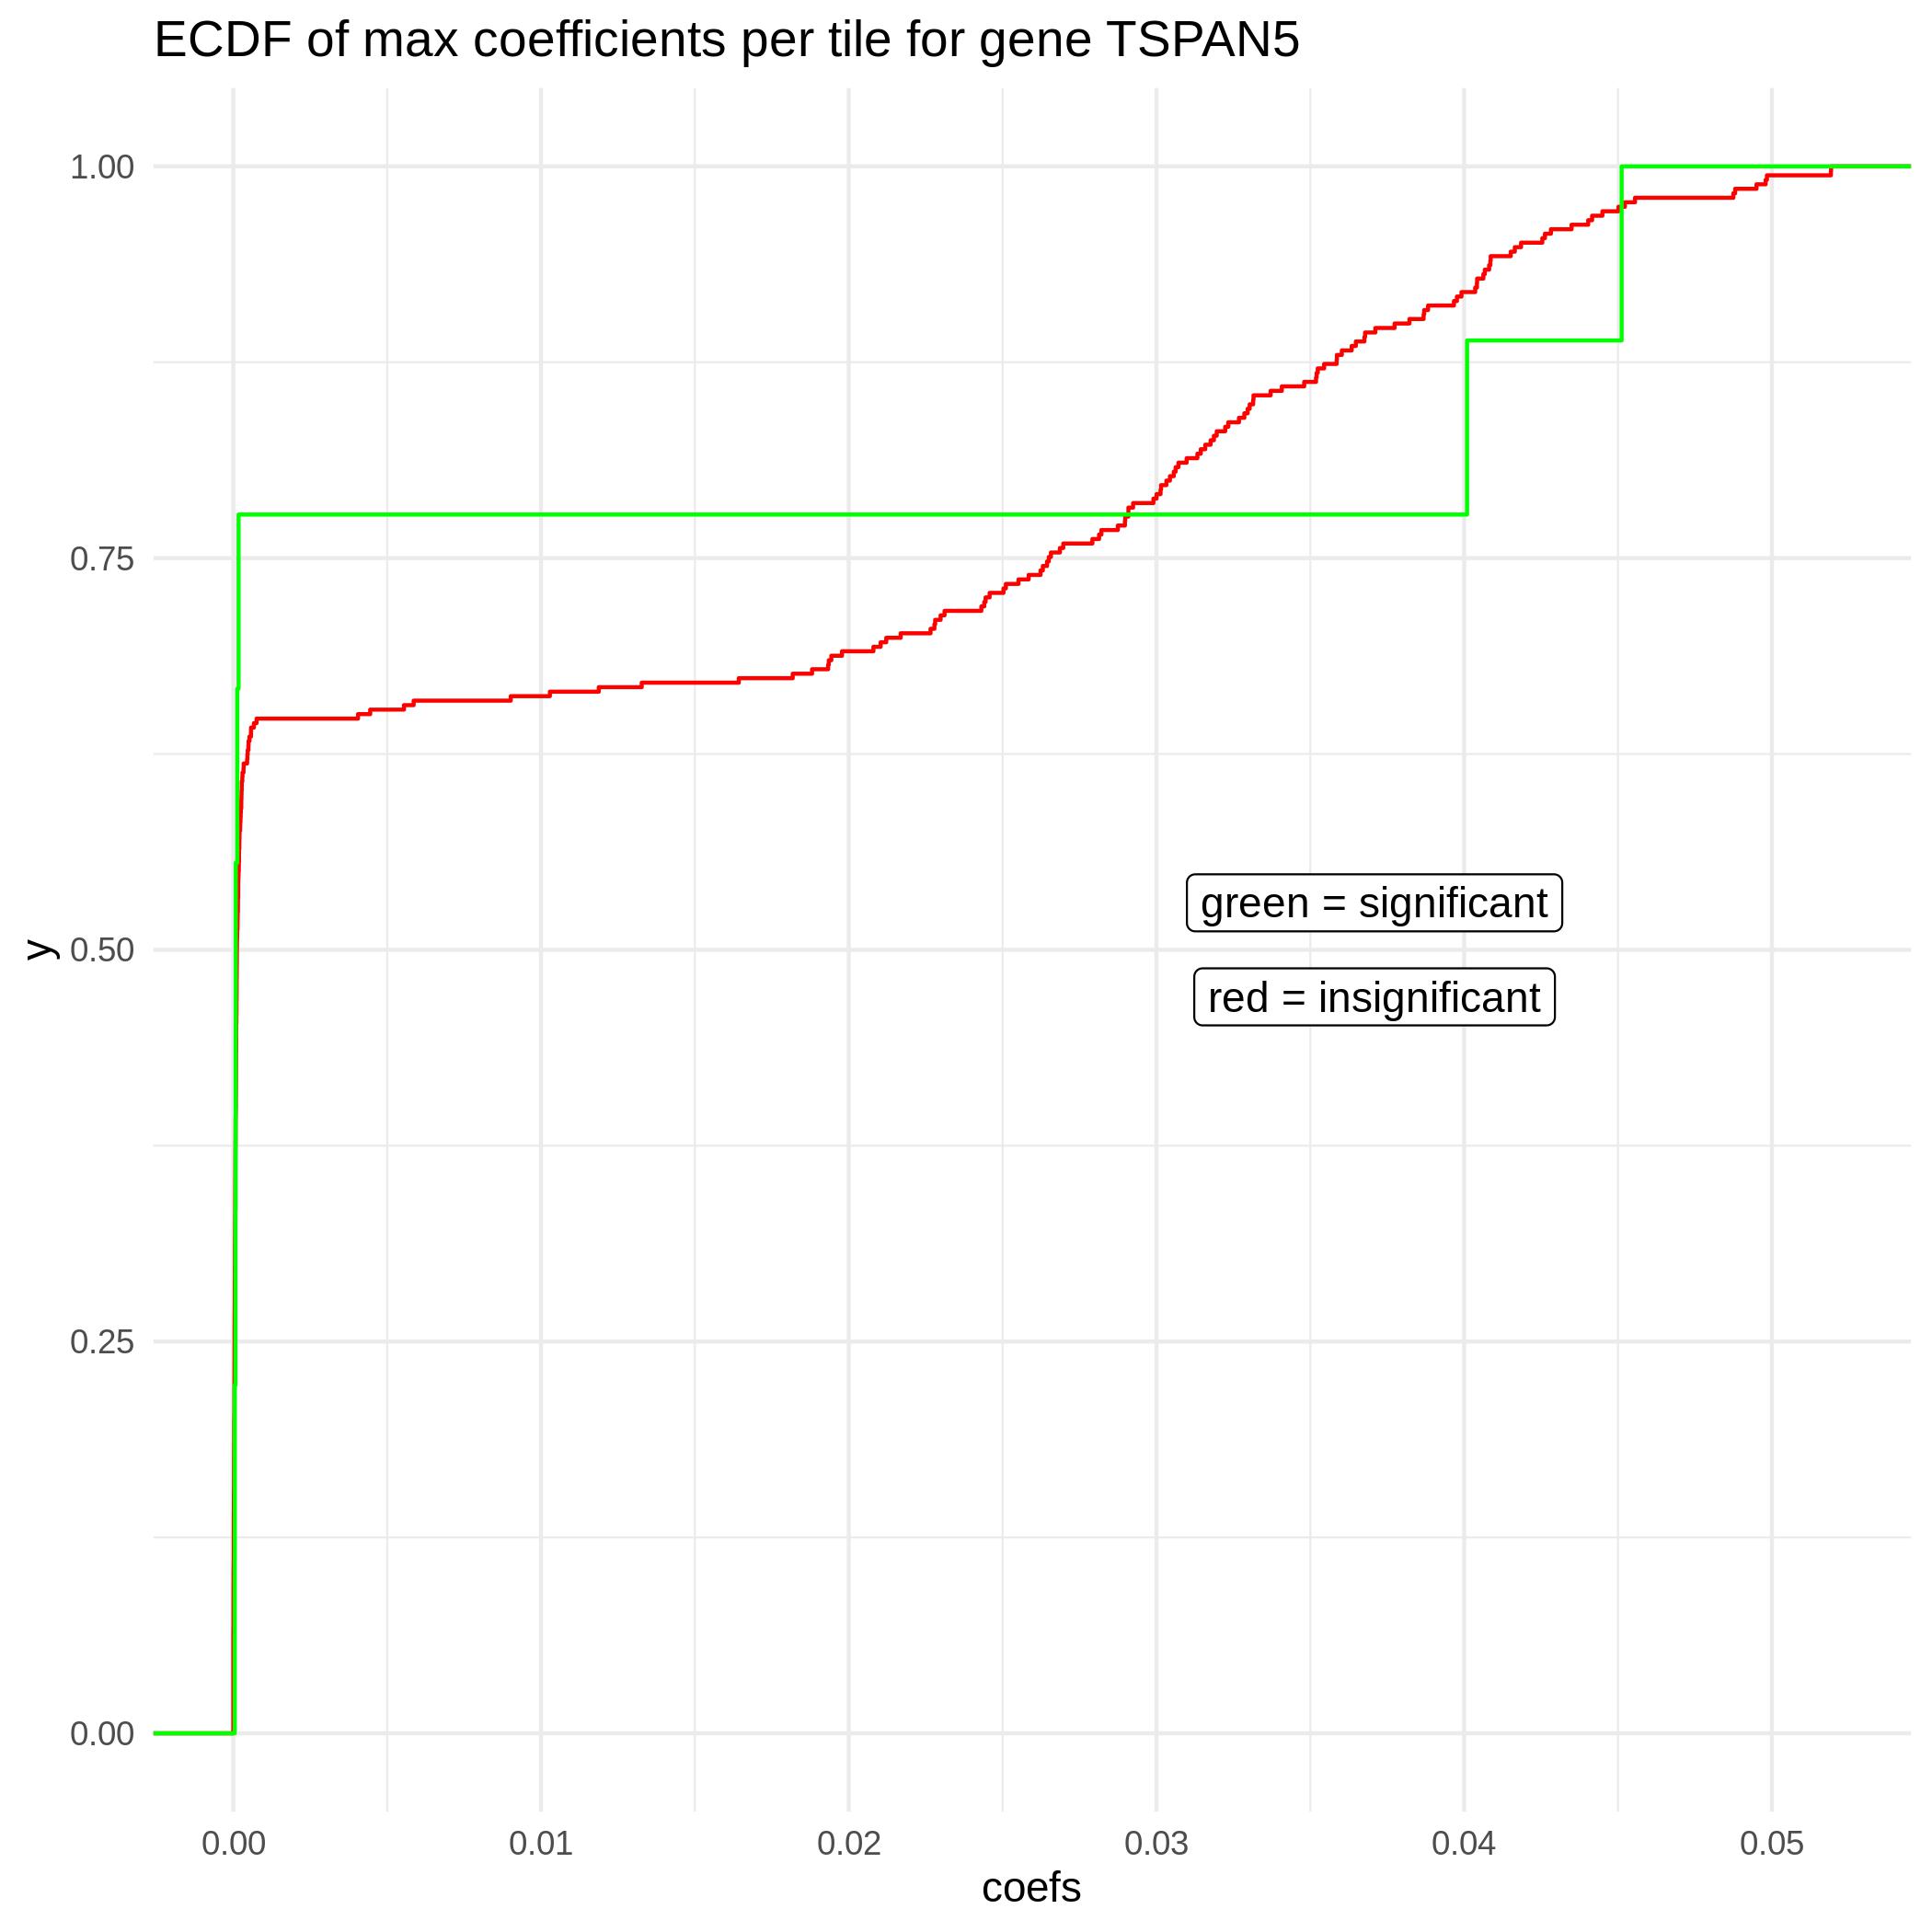 ECDF of max coefficients per tile for gene TSPAN5
1.00
0.75
0.50
0.25
0.00
y
green = significant
red = insignificant
0.00 0.01 0.02 0.03 0.04 0.05
coefs